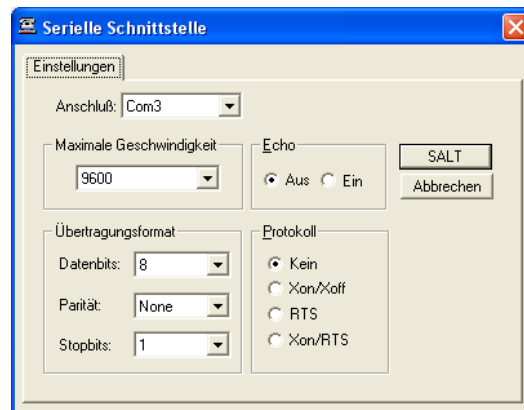 Serielle Schnittstelle
Einstellungen
Anschluß: Com3
Maximale Geschwindigkeit
9600
Echo
Aus Ein
SALT
Abbrechen
Übertragungsformat
Datenbits: 8
Parität: None
Stopbits: 1
Protokoll
Kein
Xon/Xoff
RTS
Xon/RTS